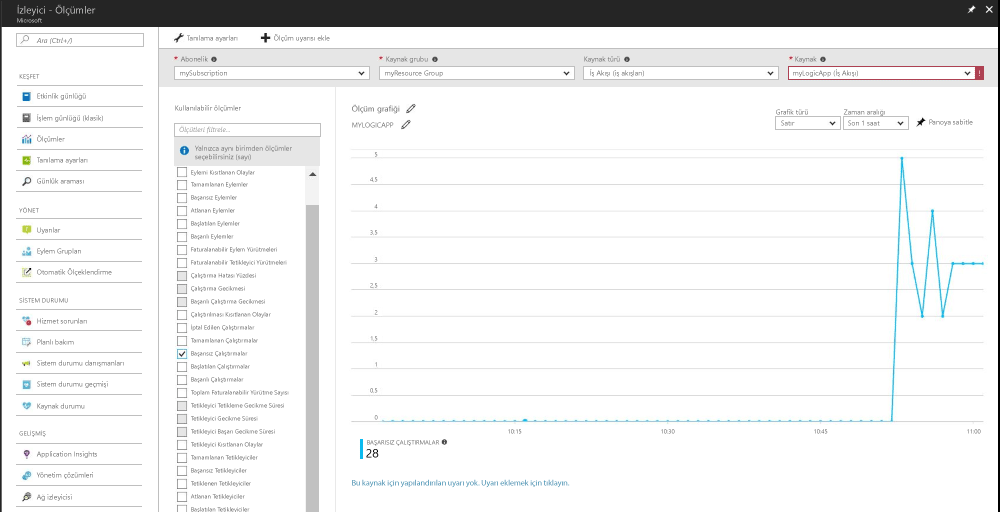 İzleyici - Ölçümler
Microsoft
Ara (Ctrl+/)
KEŞFET
Etkinlik günlüğü
İşlem günlüğü (klasik)
Ölçümler
Tanılama ayarları
Günlük araması
YÖNET
Uyarılar
Eylem Grupları
Otomatik Ölçeklendirme
SİSTEM DURUMU
Hizmet sorunları
Planlı bakım
Sistem durumu danışmanları
Sistem durumu geçmişi
Kaynak durumu
GELİŞMİŞ
Application Insights
Yönetim çözümleri
Ağ izleyicisi
Tanılama ayarları
Ölçüm uyarısı ekle
* Abonelik
mySubscription
* Kaynak grubu
myResource Group
Kaynak türü
İş Akışı (iş akışları)
* Kaynak
myLogicApp (İş Akışı)
Kullanılabilir ölçümler
Ölçütleri filtrele...
Yalnızca aynı birimden ölçümler
seçebilirsiniz (sayı)
Eylemi Kısıtlanan Olaylar
Tamamlanan Eylemler
Başarısız Eylemler
Atlanan Eylemler
Başlatılan Eylemler
Başarılı Eylemler
Faturalanabilir Eylem Yürütmeleri
Faturalanabilir Tetikleyici Yürütmeleri
Çalıştırma Hatası Yüzdesi
Çalıştırma Gecikmesi
Başarılı Çalıştırma Gecikmesi
Çalıştırılması Kısıtlanan Olaylar
İptal Edilen Çalıştırmalar
Tamamlanan Çalıştırmalar
Başarısız Çalıştırmalar
Başlatılan Çalıştırmalar
Başarılı Çalıştırmalar
Toplam Faturalanabilir Yürütme Sayısı
Tetikleyici Tetikleme Gecikme Süresi
Tetikleyici Gecikme Süresi
Tetikleyici Başarı Gecikme Süresi
Tetikleyici Kısıtlanan Olaylar
Tamamlanan Tetikleyiciler
Başarısız Tetikleyiciler
Tetiklenen Tetikleyiciler
Atlanan Tetikleyiciler
Başlatılan Tetikleyiciler
Ölçüm grafiği
MYLOGICAPP
Grafik türü
Satır
Zaman aralığı
Son 1 saat
Panoya sabitle
5
4.5
4
3.5
3
2.5
2
1.5
1
0.5
0
10:15
10:30
10:45
11:00
BAŞARISIZ ÇALIŞTIRMALAR
28
Bu kaynak için yapılandırılan uyarı yok. Uyarı eklemek için tıklayın.